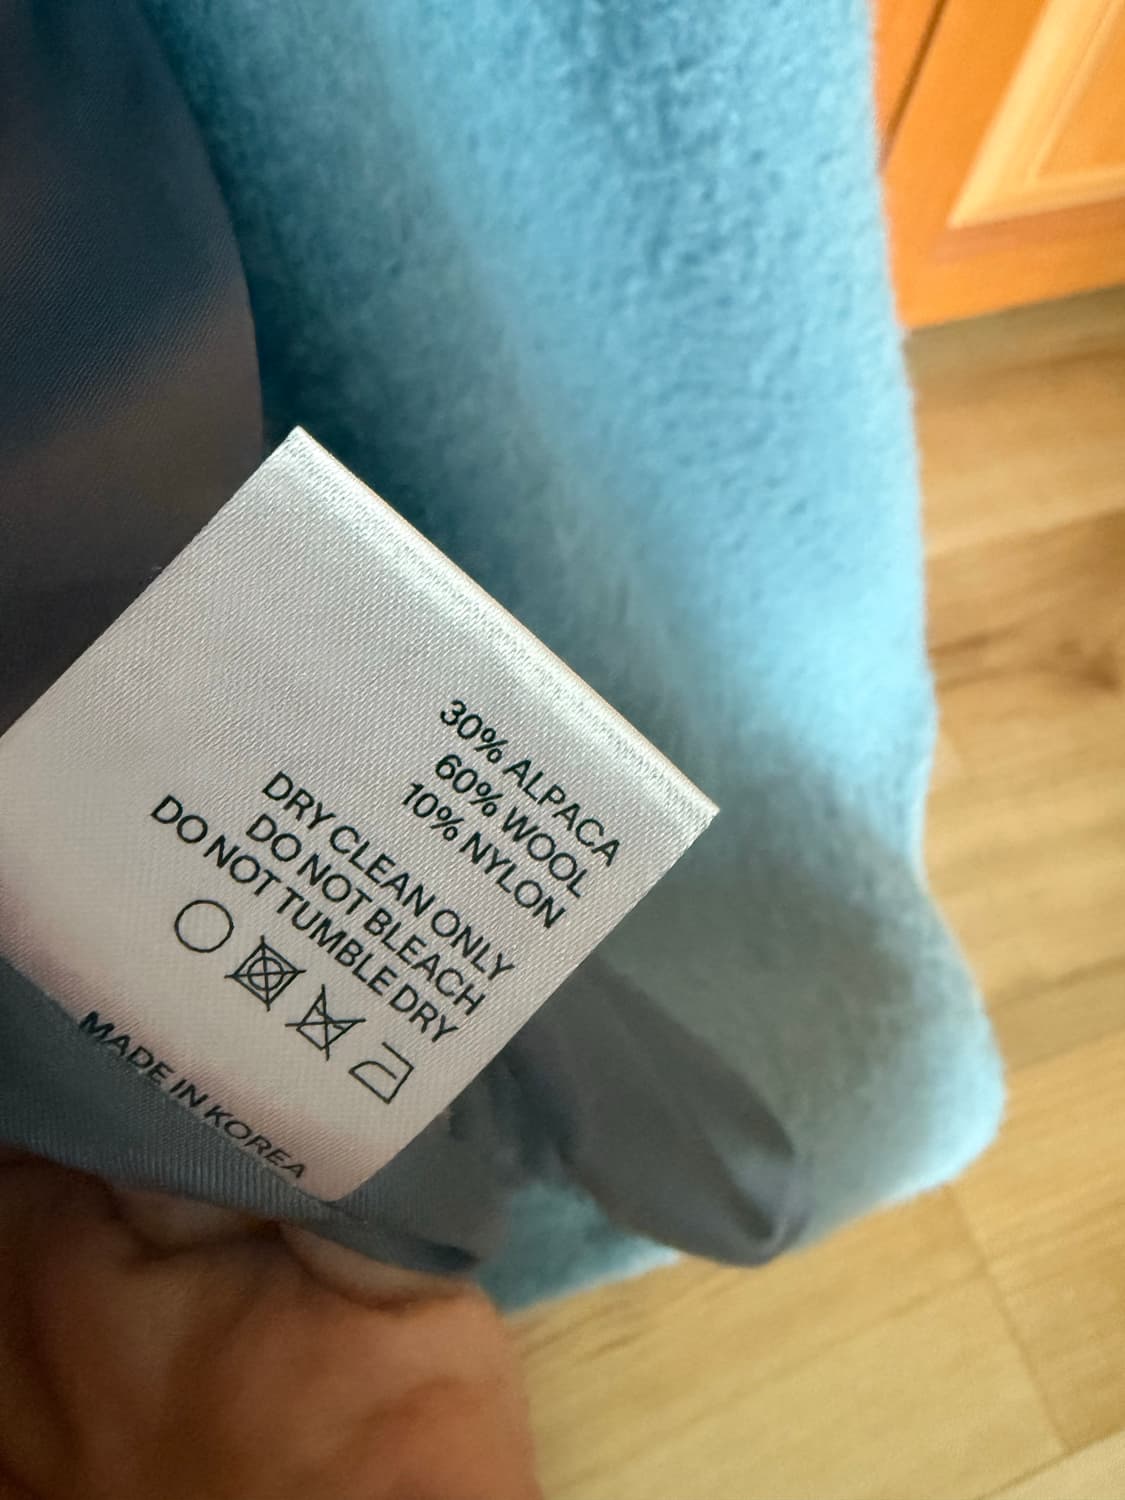 30% ALPACA
60% WOOL
10% NYLON
DRY CLEAN ONLY
DO NOT BLEACH
DO NOT TUMBLE DRY
MADE IN KOREA